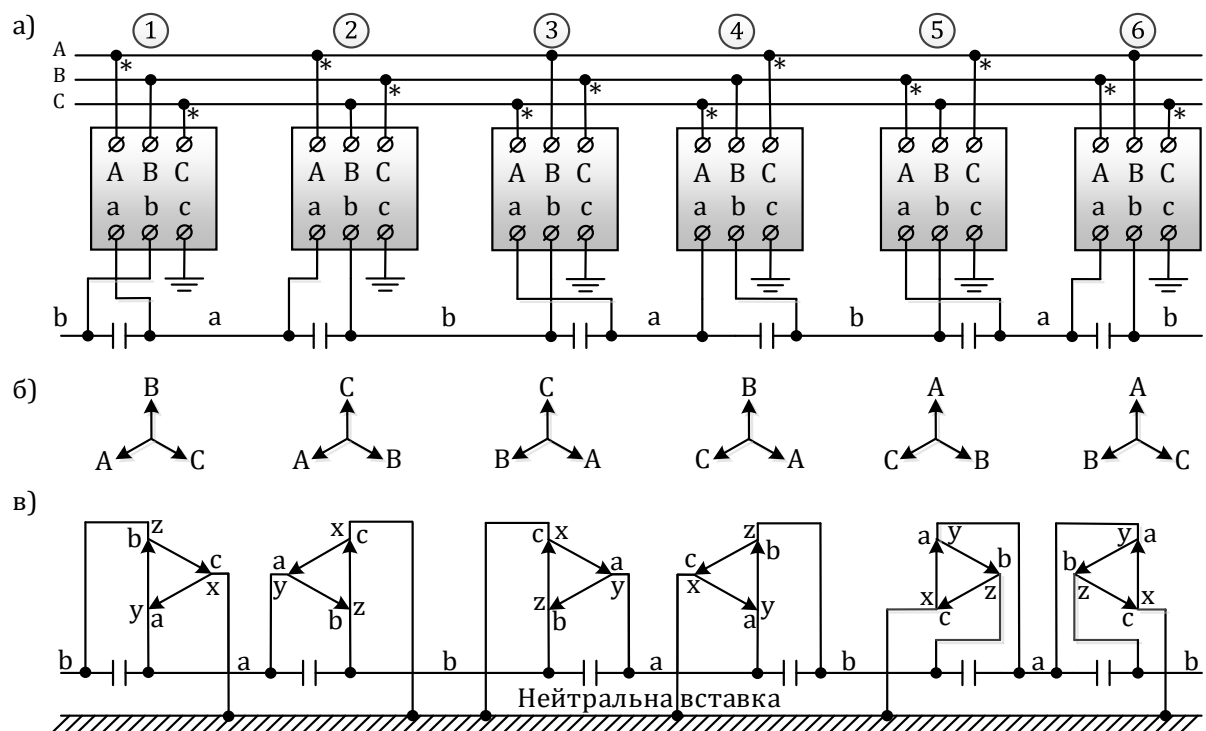 а) 1 2 3 4 5 6
A * * * *
B * * * *
C * * * *
A B C A B C A B C A B C A B C A B C
a b c a b c a b c a b c a b c a b c
b a b a b a b
б) B C C B A A
A C A B B A C A C B B C
в)
b z x c c x z b a y y a
c a a c b b
x y y x z z
y z z y x x
a b b a c c
b a b a b a b
Нейтральна вставка